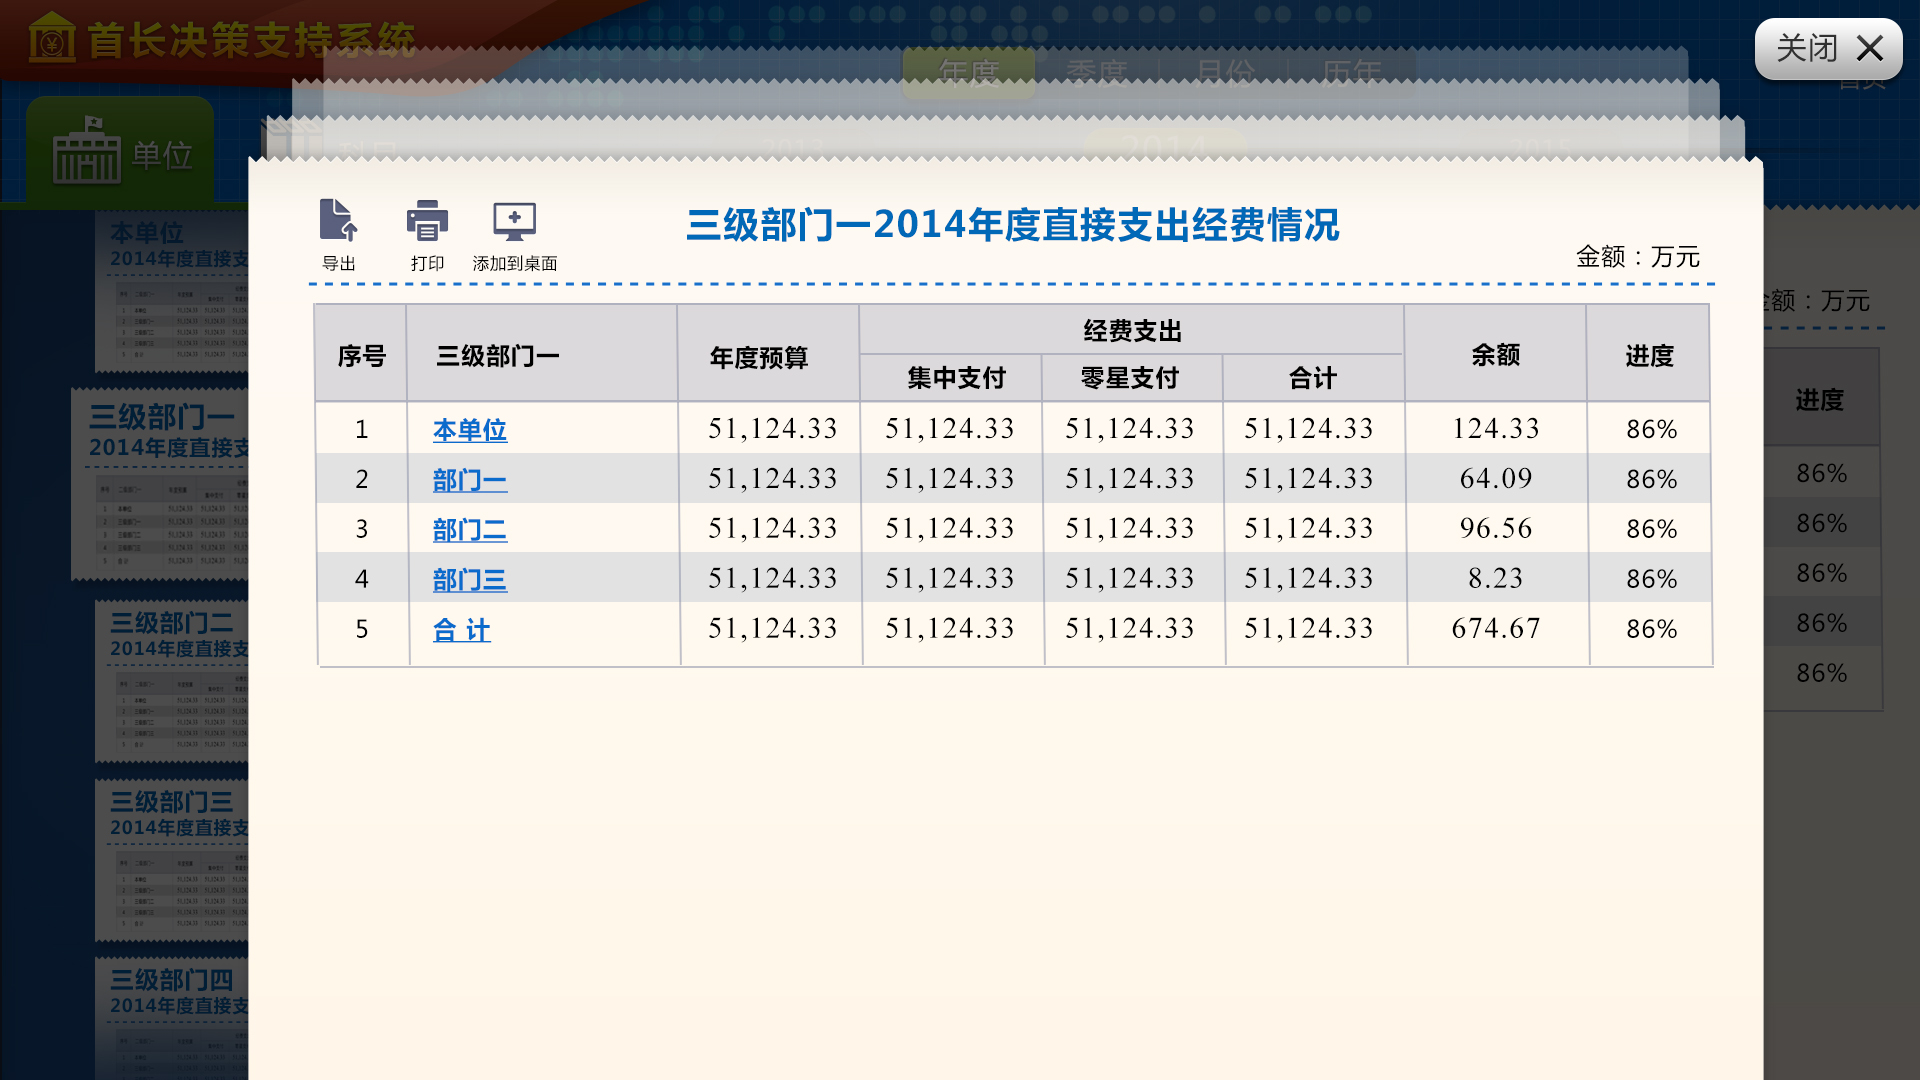 首长决策支持系统
年度 季度 月份 历年
关闭
首页
单位
科目 2013 2014 2015
导出 打印 添加到桌面
三级部门一2014年度直接支出经费情况
金额：万元
序号 三级部门一 年度预算 经费支出 余额 进度
集中支付 零星支付 合计
1 本单位 51,124.33 51,124.33 51,124.33 51,124.33 124.33 86%
2 部门一 51,124.33 51,124.33 51,124.33 51,124.33 64.09 86%
3 部门二 51,124.33 51,124.33 51,124.33 51,124.33 96.56 86%
4 部门三 51,124.33 51,124.33 51,124.33 51,124.33 8.23 86%
5 合 计 51,124.33 51,124.33 51,124.33 51,124.33 674.67 86%
本单位
2014年度直接支
三级部门一
2014年度直接支
三级部门二
2014年度直接支
三级部门三
2014年度直接支
三级部门四
2014年度直接支
金额：万元
进度
86%
86%
86%
86%
86%